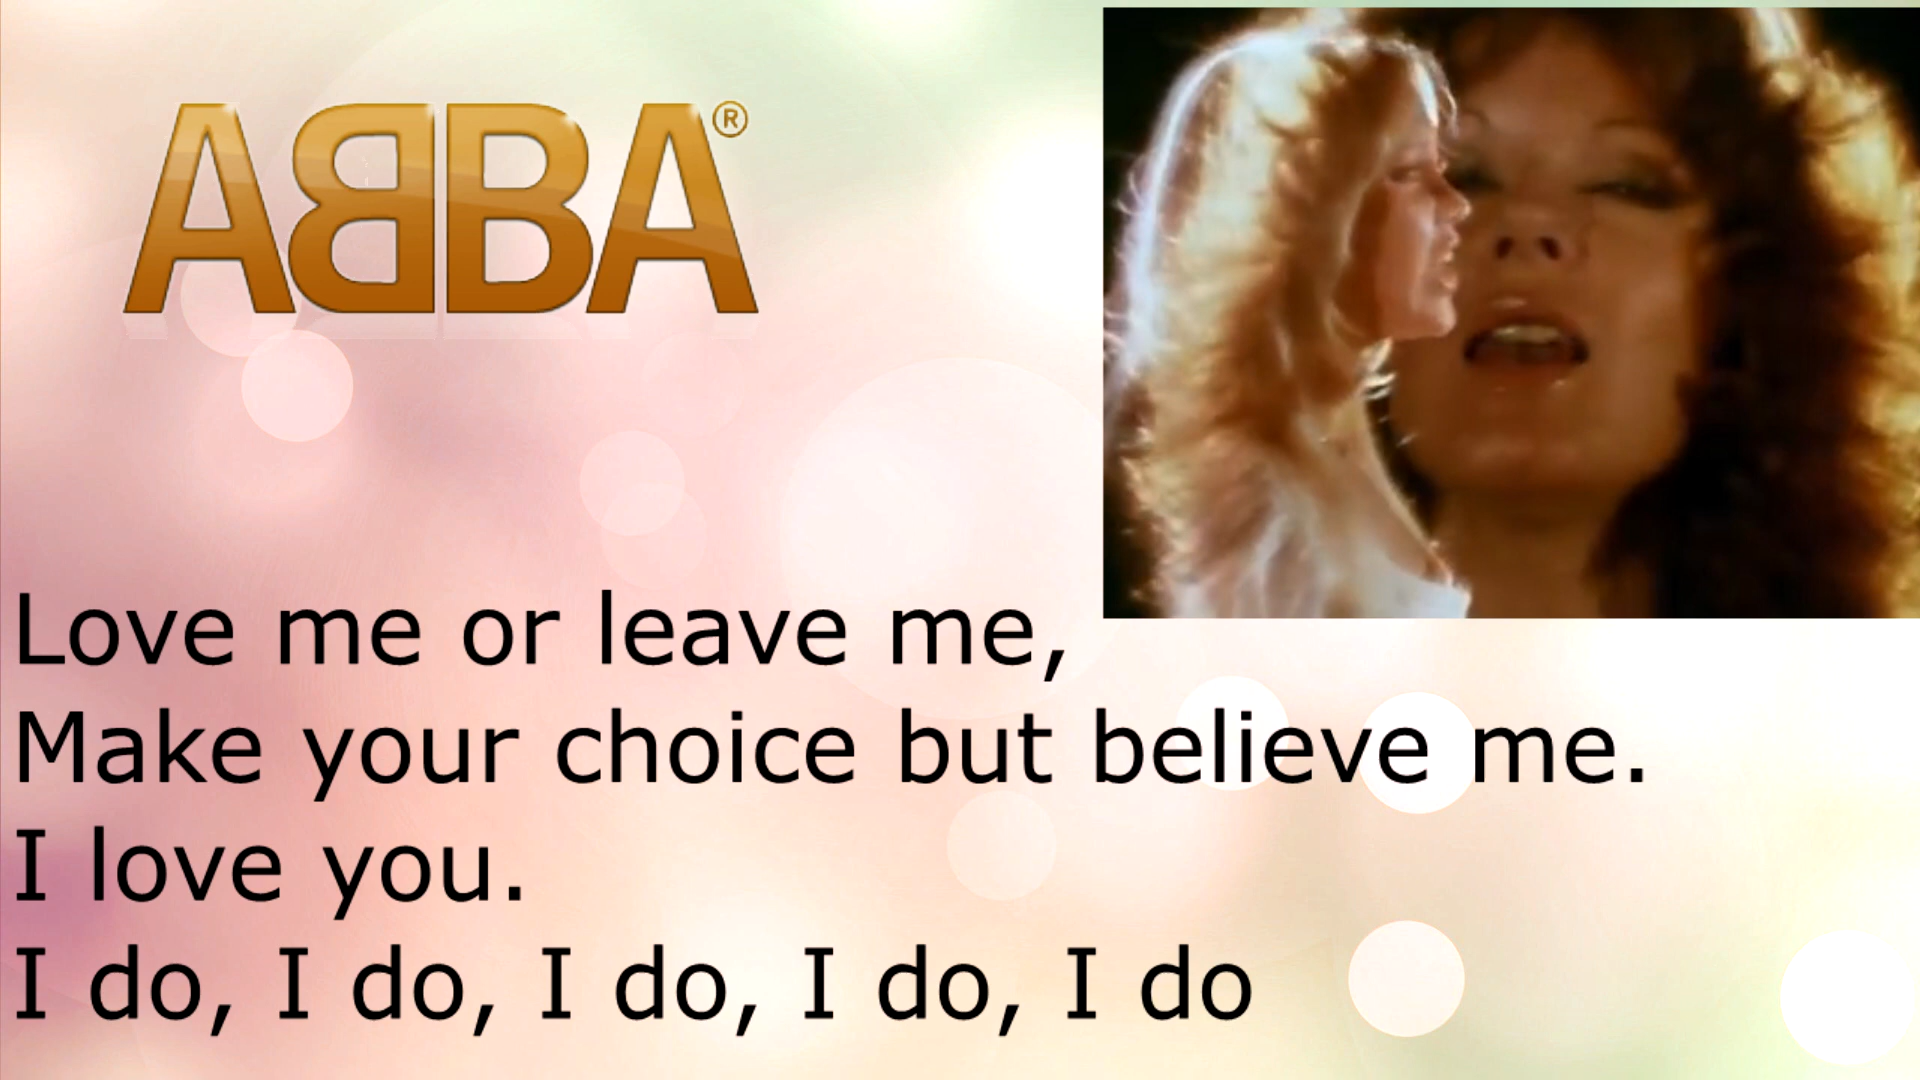 ABBA®
Love me or leave me,
Make your choice but believe me.
I love you.
I do, I do, I do, I do, I do